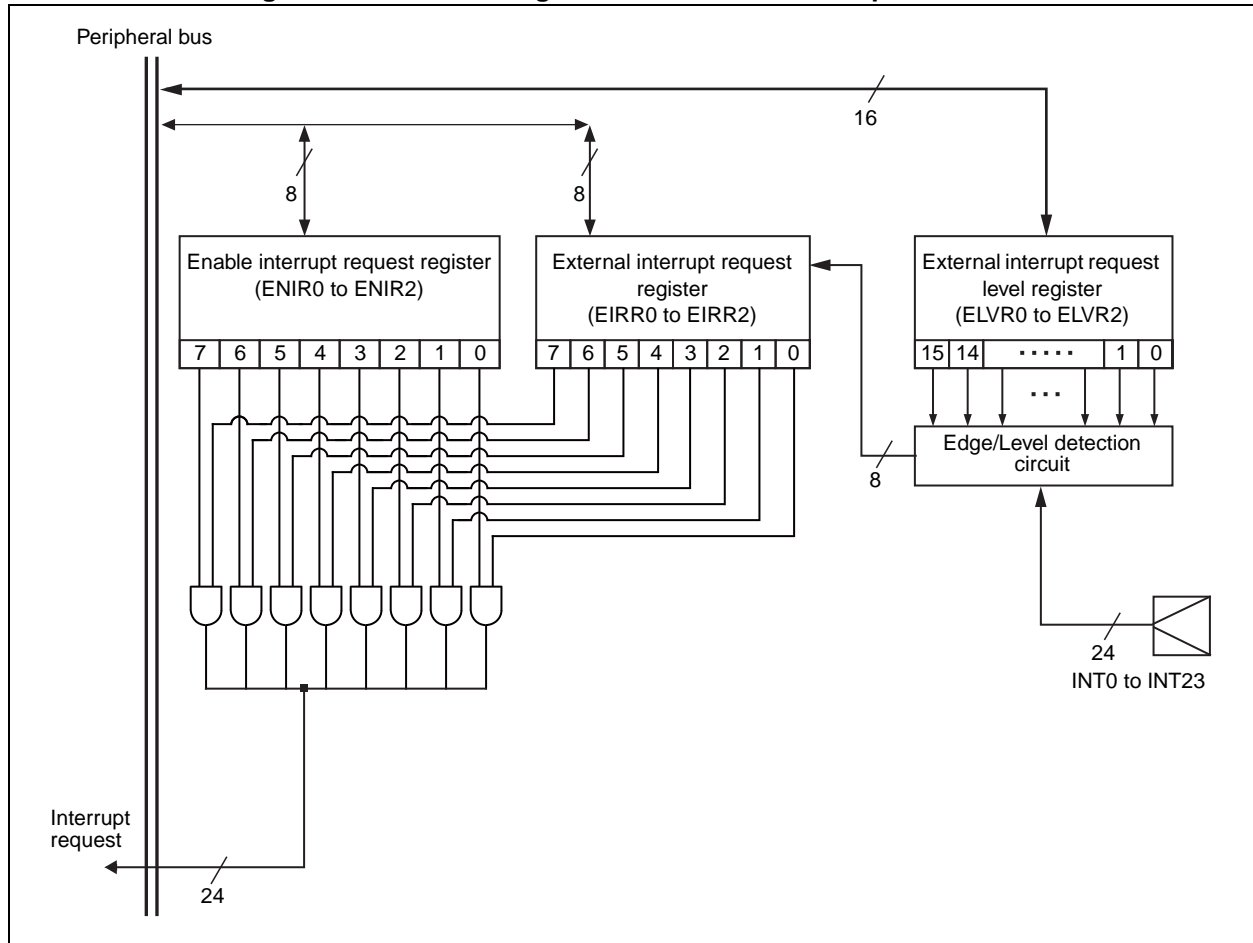 Peripheral bus
16
8
8
Enable interrupt request register
(ENIR0 to ENIR2)
7 6 5 4 3 2 1 0
External interrupt request
register
(EIRR0 to EIRR2)
7 6 5 4 3 2 1 0
External interrupt request
level register
(ELVR0 to ELVR2)
15 14 ····· 1 0
...
Edge/Level detection
circuit
8
24
INT0 to INT23
Interrupt
request
24